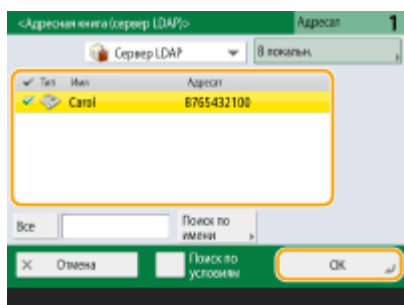 <Адресная книга (сервер LDAP)>
Адресат 1
Сервер LDAP
В локальн.
Тип Имя Адресат
Carol 8765432100
Все
Поиск по имени
Отмена
Поиск по условиям
OK